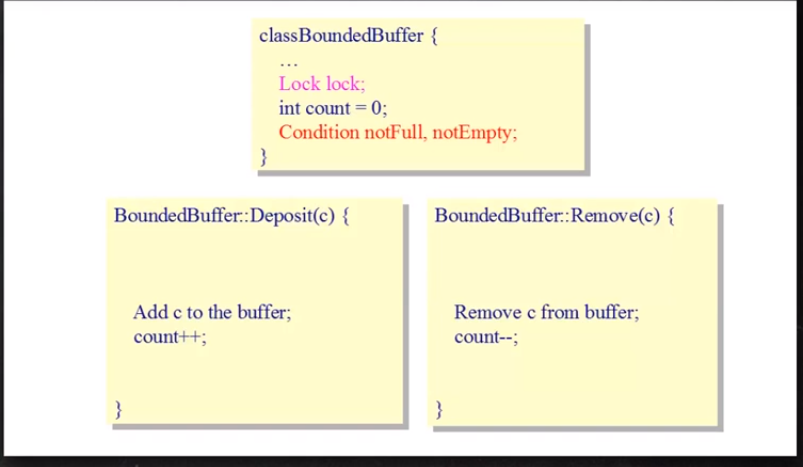 classBoundedBuffer {
…
Lock lock;
int count = 0;
Condition notFull, notEmpty;
}
BoundedBuffer::Deposit(c) {
Add c to the buffer;
count++;
}
BoundedBuffer::Remove(c) {
Remove c from buffer;
count--;
}